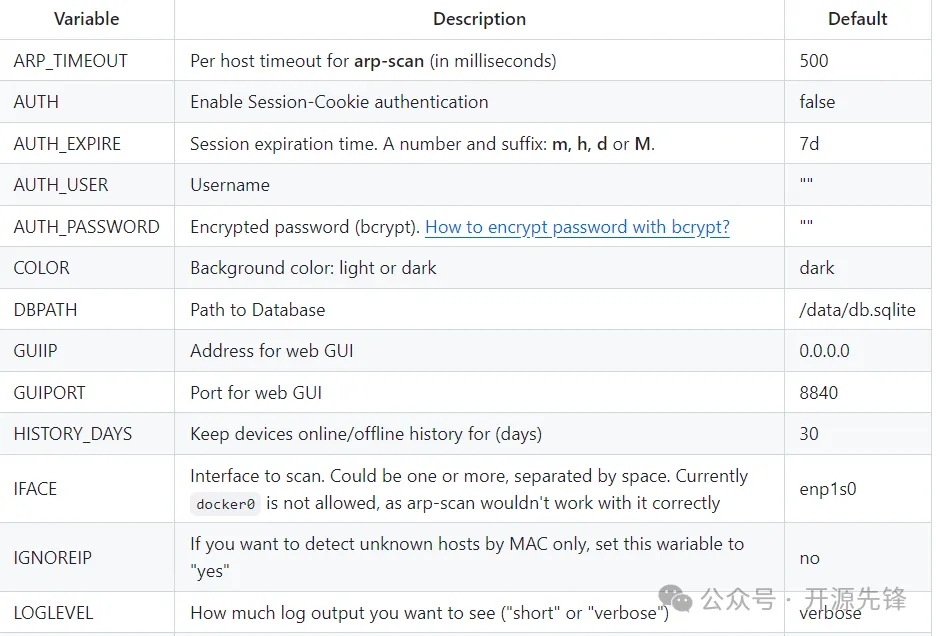 Variable Description Default
ARP_TIMEOUT Per host timeout for arp-scan (in milliseconds) 500
AUTH Enable Session-Cookie authentication false
AUTH_EXPIRE Session expiration time. A number and suffix: m, h, d or M. 7d
AUTH_USER Username ""
AUTH_PASSWORD Encrypted password (bcrypt). How to encrypt password with bcrypt? ""
COLOR Background color: light or dark dark
DBPATH Path to Database /data/db.sqlite
GUIIP Address for web GUI 0.0.0.0
GUIPORT Port for web GUI 8840
HISTORY_DAYS Keep devices online/offline history for (days) 30
Interface to scan. Could be one or more, separated by space. Currently
IFACE enp1s0
docker0 is not allowed, as arp-scan wouldn't work with it correctly
If you want to detect unknown hosts by MAC only, set this wariable to
IGNOREIP no
"yes"
LOGLEVEL How much log output you want to see ("short" or "verbose") verbose
公众号 · 开源先锋